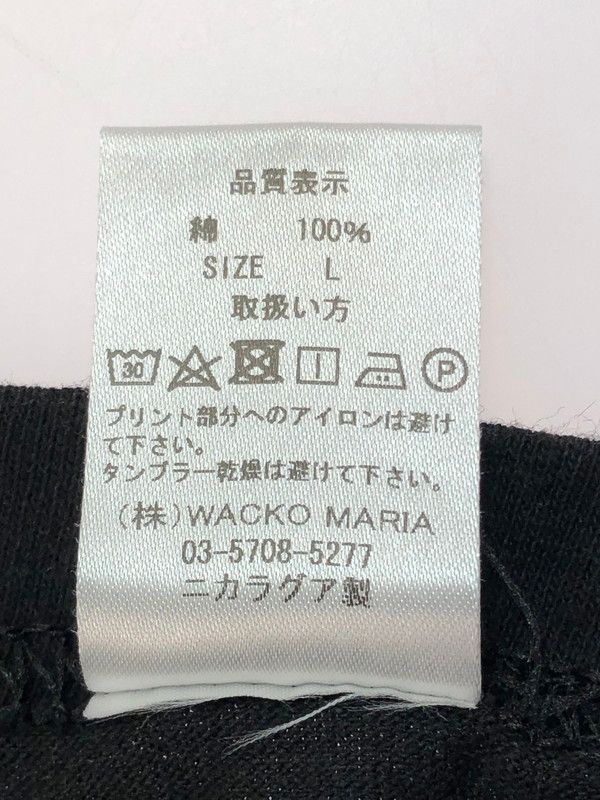 品質表示
綿 100%
SIZE L
取扱い方
30 P
プリント部分へのアイロンは避け
て下さい。
タンブラー乾燥は避けて下さい。
(株)WACKO MARIA
03-5708-5277
ニカラグア製